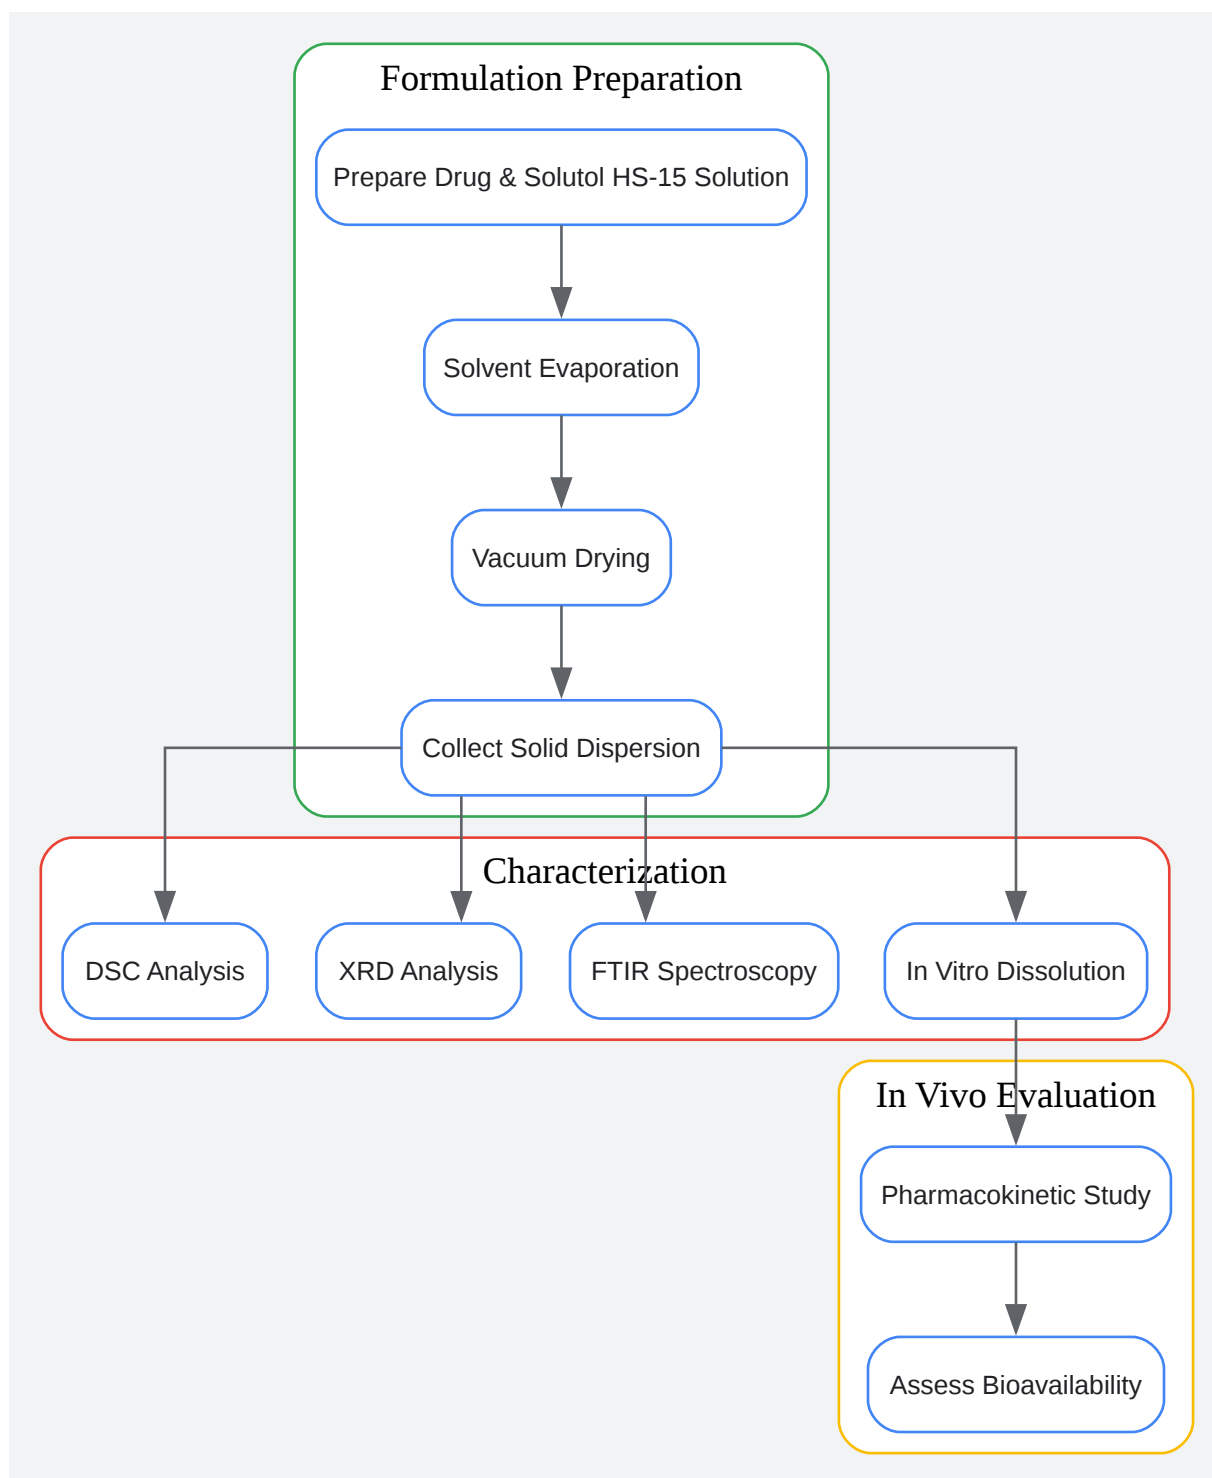 Formulation Preparation
Prepare Drug & Solutol HS-15 Solution
Solvent Evaporation
Vacuum Drying
Collect Solid Dispersion
Characterization
DSC Analysis
XRD Analysis
FTIR Spectroscopy
In Vitro Dissolution
In Vivo Evaluation
Pharmacokinetic Study
Assess Bioavailability